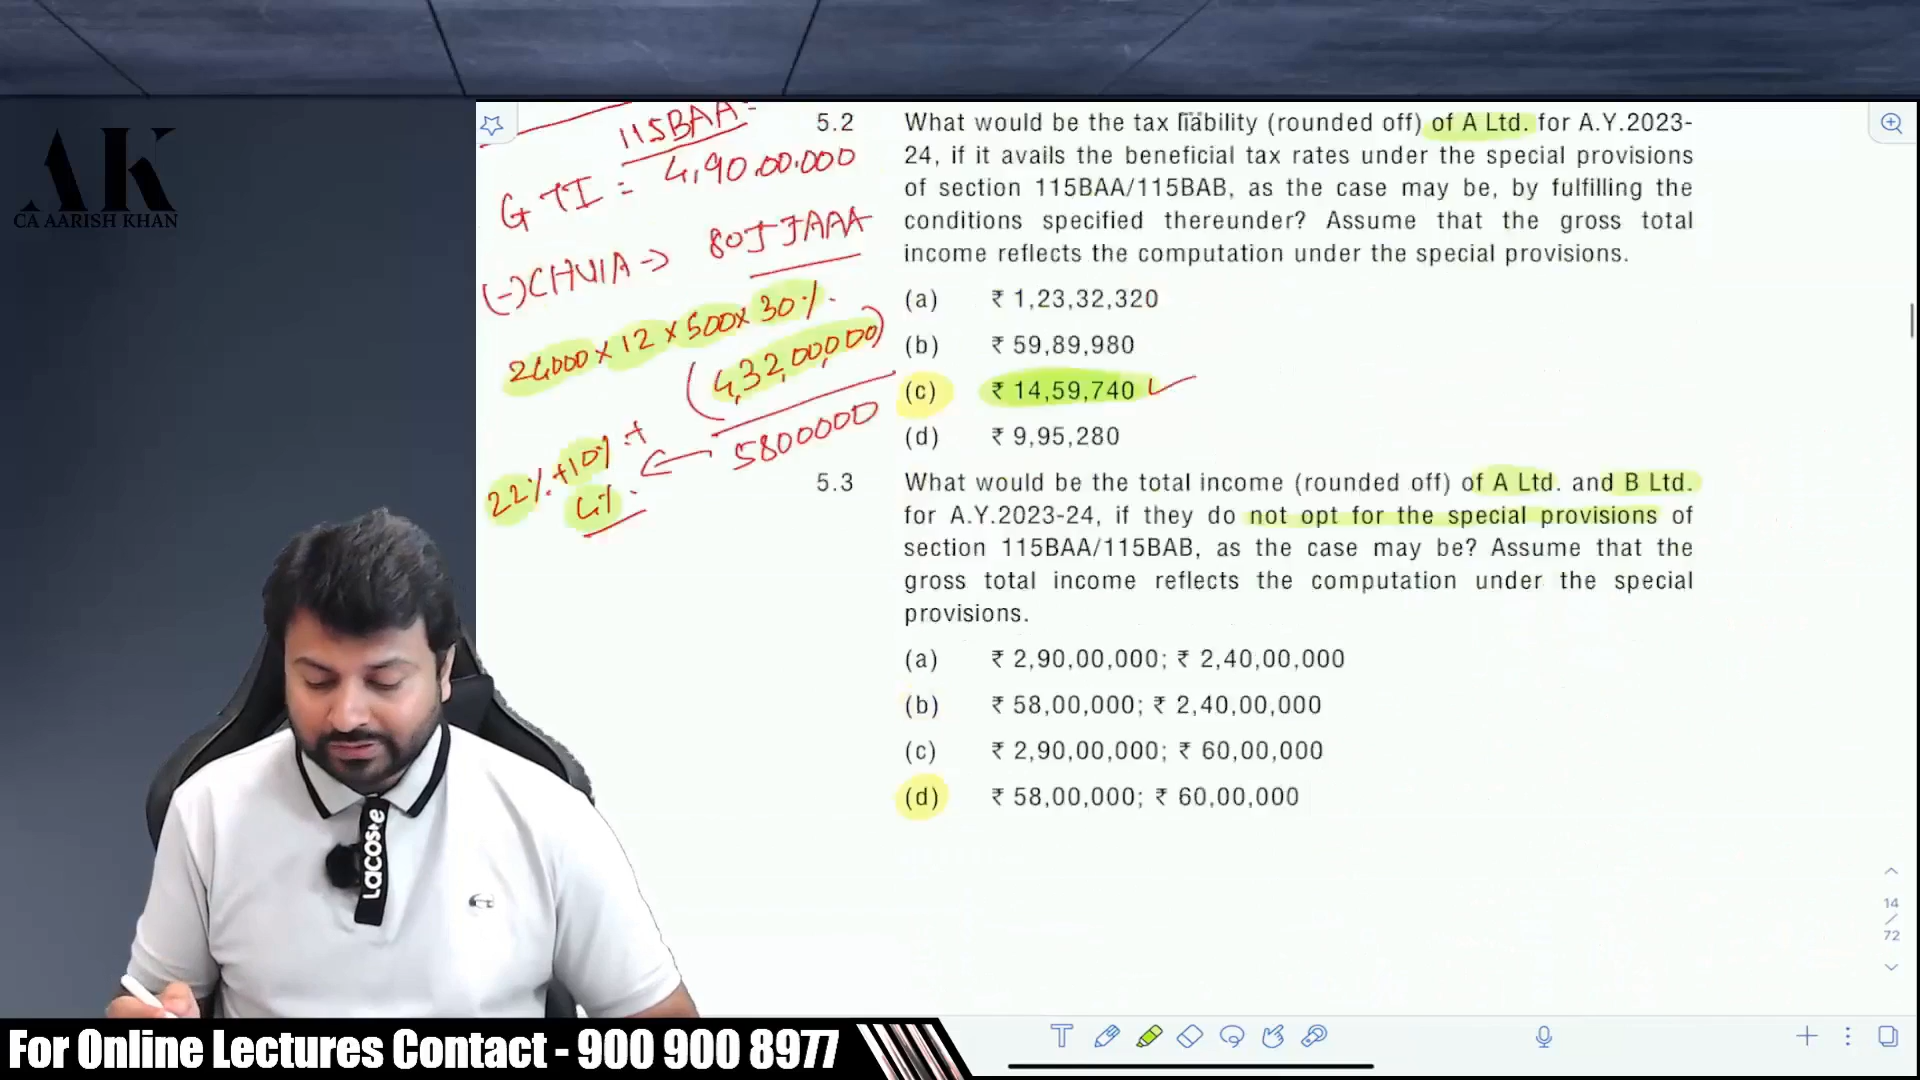 AK
CA AARISH KHAN
115BAA
GTI = 4,90,00,000
(-) CHVIA → 80JJAAA
24000 x 12 x 500 x 30%
(4,32,00,000)
5800000
22% + 10% +
4%
5.2 What would be the tax liability (rounded off) of A Ltd. for A.Y.2023-
24, if it avails the beneficial tax rates under the special provisions
of section 115BAA/115BAB, as the case may be, by fulfilling the
conditions specified thereunder? Assume that the gross total
income reflects the computation under the special provisions.
(a) ₹ 1,23,32,320
(b) ₹ 59,89,980
(c) ₹ 14,59,740
(d) ₹ 9,95,280
5.3 What would be the total income (rounded off) of A Ltd. and B Ltd.
for A.Y.2023-24, if they do not opt for the special provisions of
section 115BAA/115BAB, as the case may be? Assume that the
gross total income reflects the computation under the special
provisions.
(a) ₹ 2,90,00,000; ₹ 2,40,00,000
(b) ₹ 58,00,000; ₹ 2,40,00,000
(c) ₹ 2,90,00,000; ₹ 60,00,000
(d) ₹ 58,00,000; ₹ 60,00,000
14
/
72
LACOSTE
For Online Lectures Contact - 900 900 8977